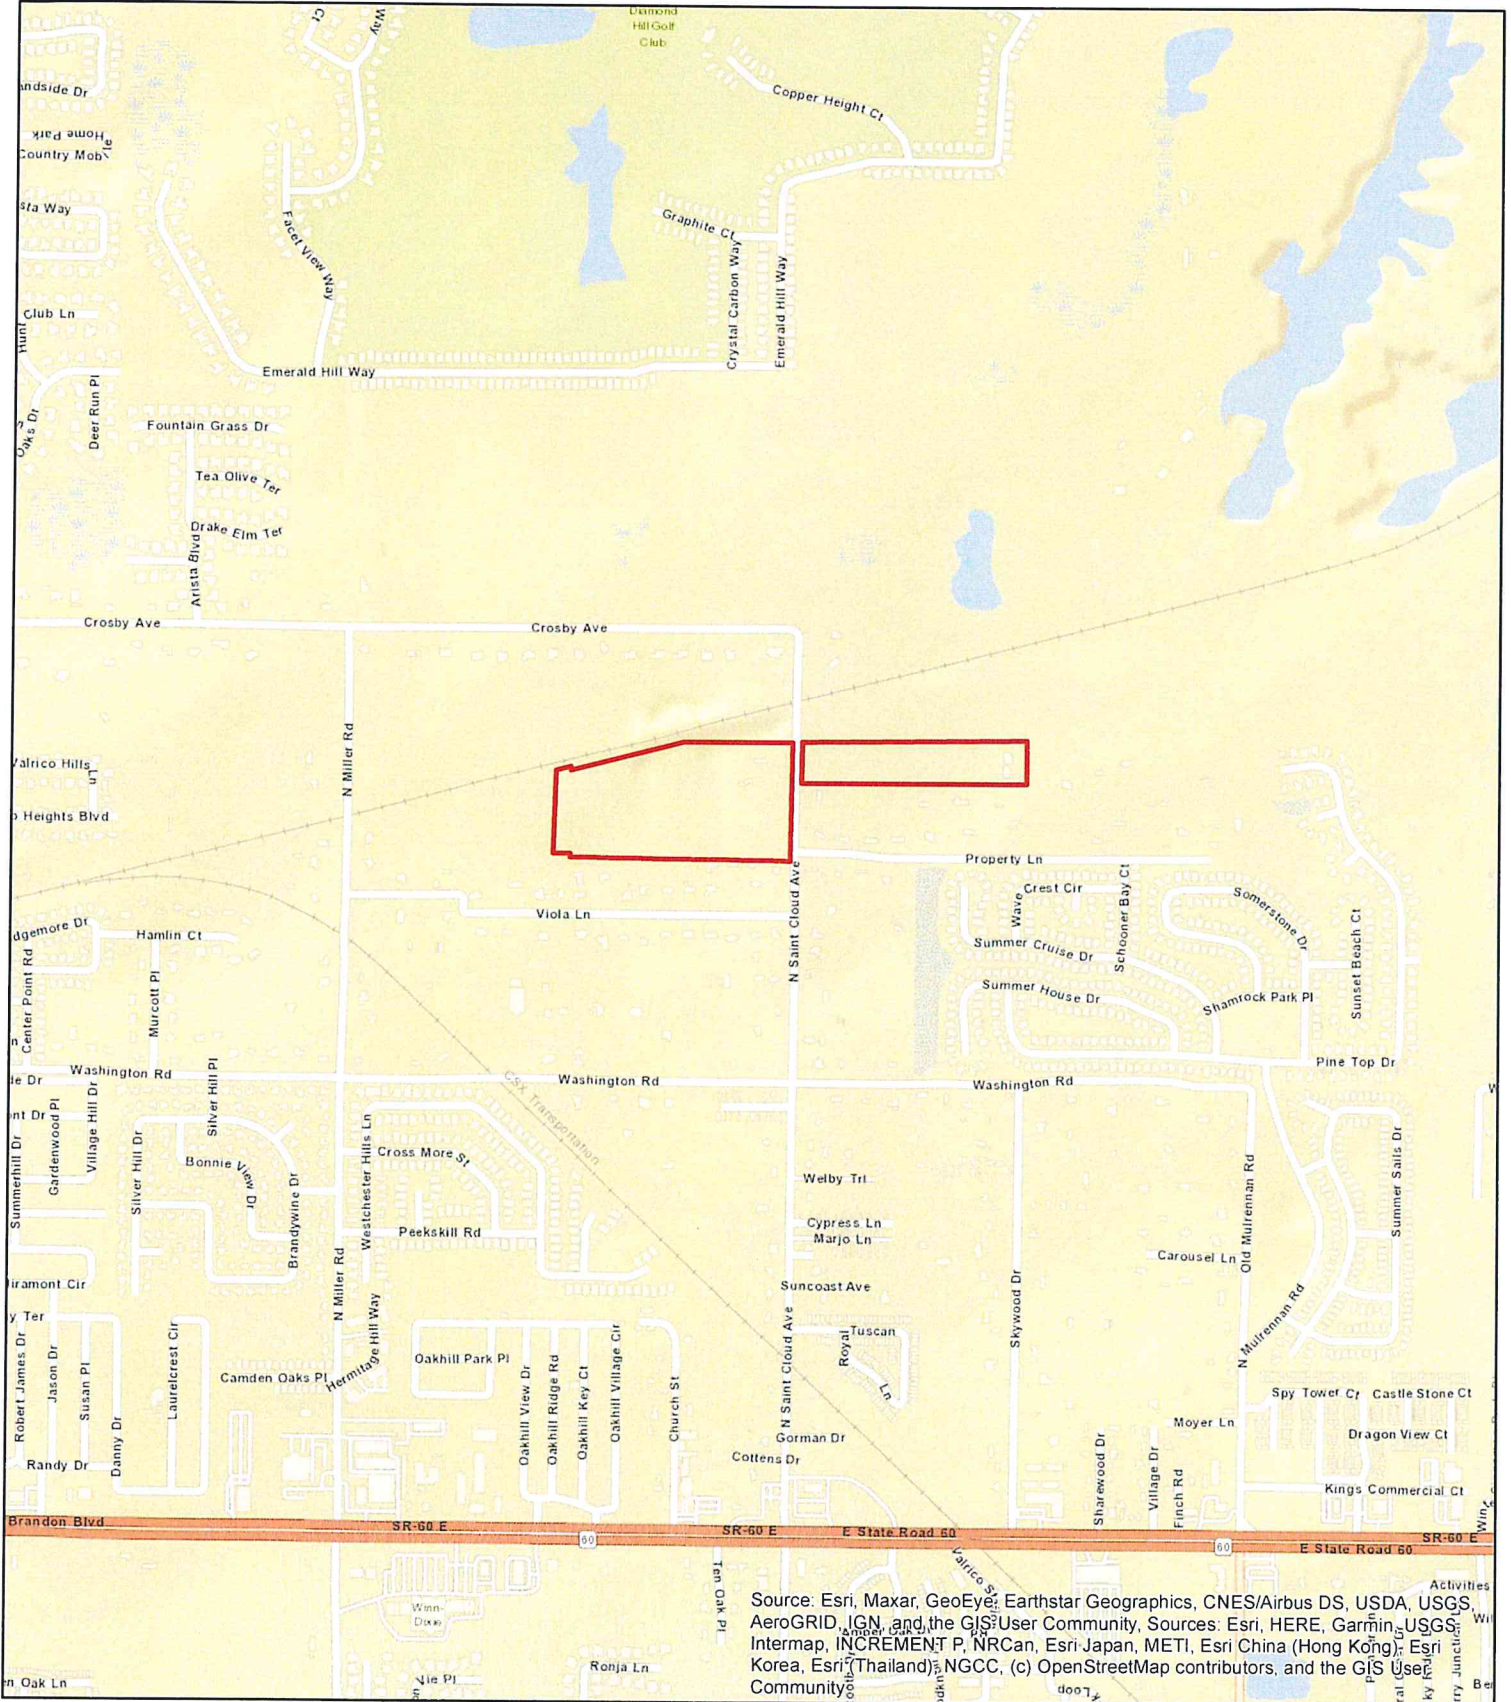 Diamond
Hill Golf
Club
Ct
Way
Copper Height Ct
Home Park
Country Mob
Graphite Ct
Facet View Way
Crystal Carbon Way
Emerald Hill Way
Club Ln
Emerald Hill Way
Deer Run Pl
Oaks Dr
Fountain Grass Dr
Tea Olive Ter
Drake Elm Ter
Arista Blvd
Crosby Ave
Crosby Ave
N Miller Rd
Heights Blvd
Property Ln
Crest Cir
Wave
Schooner Bay Ct
Somerstone Dr
Sunset Beach Ct
Viola Ln
N Saint Cloud Ave
Hamlin Ct
Center Point Rd
Murcott Pl
Summer Cruise Dr
Summer House Dr
Shamrock Park Pl
Pine Top Dr
Washington Rd
Washington Rd
Washington Rd
CSX Transportation
Silver Hill Pl
Village Hill Dr
Gardenwood Pl
Summerhill Dr
Silver Hill Dr
Bonnie View Dr
Brandywine Dr
Westchester Hills Ln
Cross More St
Peekskill Rd
N Miller Rd
Welby Trl
Cypress Ln
Marjo Ln
Suncoast Ave
Skywood Dr
Carousel Ln
Old Mulrennan Rd
Summer Sails Dr
N Mulrennan Rd
Robert James Dr
Jason Dr
Susan Pl
Danny Dr
Laurelcrest Cir
Camden Oaks Pl
Hermitage Hill Way
Oakhill Park Pl
Oakhill View Dr
Oakhill Ridge Rd
Oakhill Key Ct
Oakhill Village Cir
Church St
N Saint Cloud Ave
Royal
Tuscan
Ln
Gorman Dr
Cottens Dr
Spy Tower Ct
Castle Stone Ct
Moyer Ln
Dragon View Ct
Randy Dr
Sharewood Dr
Village Dr
Finch Rd
Kings Commercial Ct
Brandon Blvd
SR-60 E
60
SR-60 E
E State Road 60
60
SR-60 E
E State Road 60
Winn-
Dixie
Ten Oak Pl
Activities
Ronja Ln
Oak Ln
Loop
Source: Esri, Maxar, GeoEye, Earthstar Geographics, CNES/Airbus DS, USDA, USGS,
AeroGRID, IGN, and the GIS User Community, Sources: Esri, HERE, Garmin, USGS,
Intermap, INCREMENT P, NRCan, Esri Japan, METI, Esri China (Hong Kong), Esri
Korea, Esri (Thailand), NGCC, (c) OpenStreetMap contributors, and the GIS User
Community